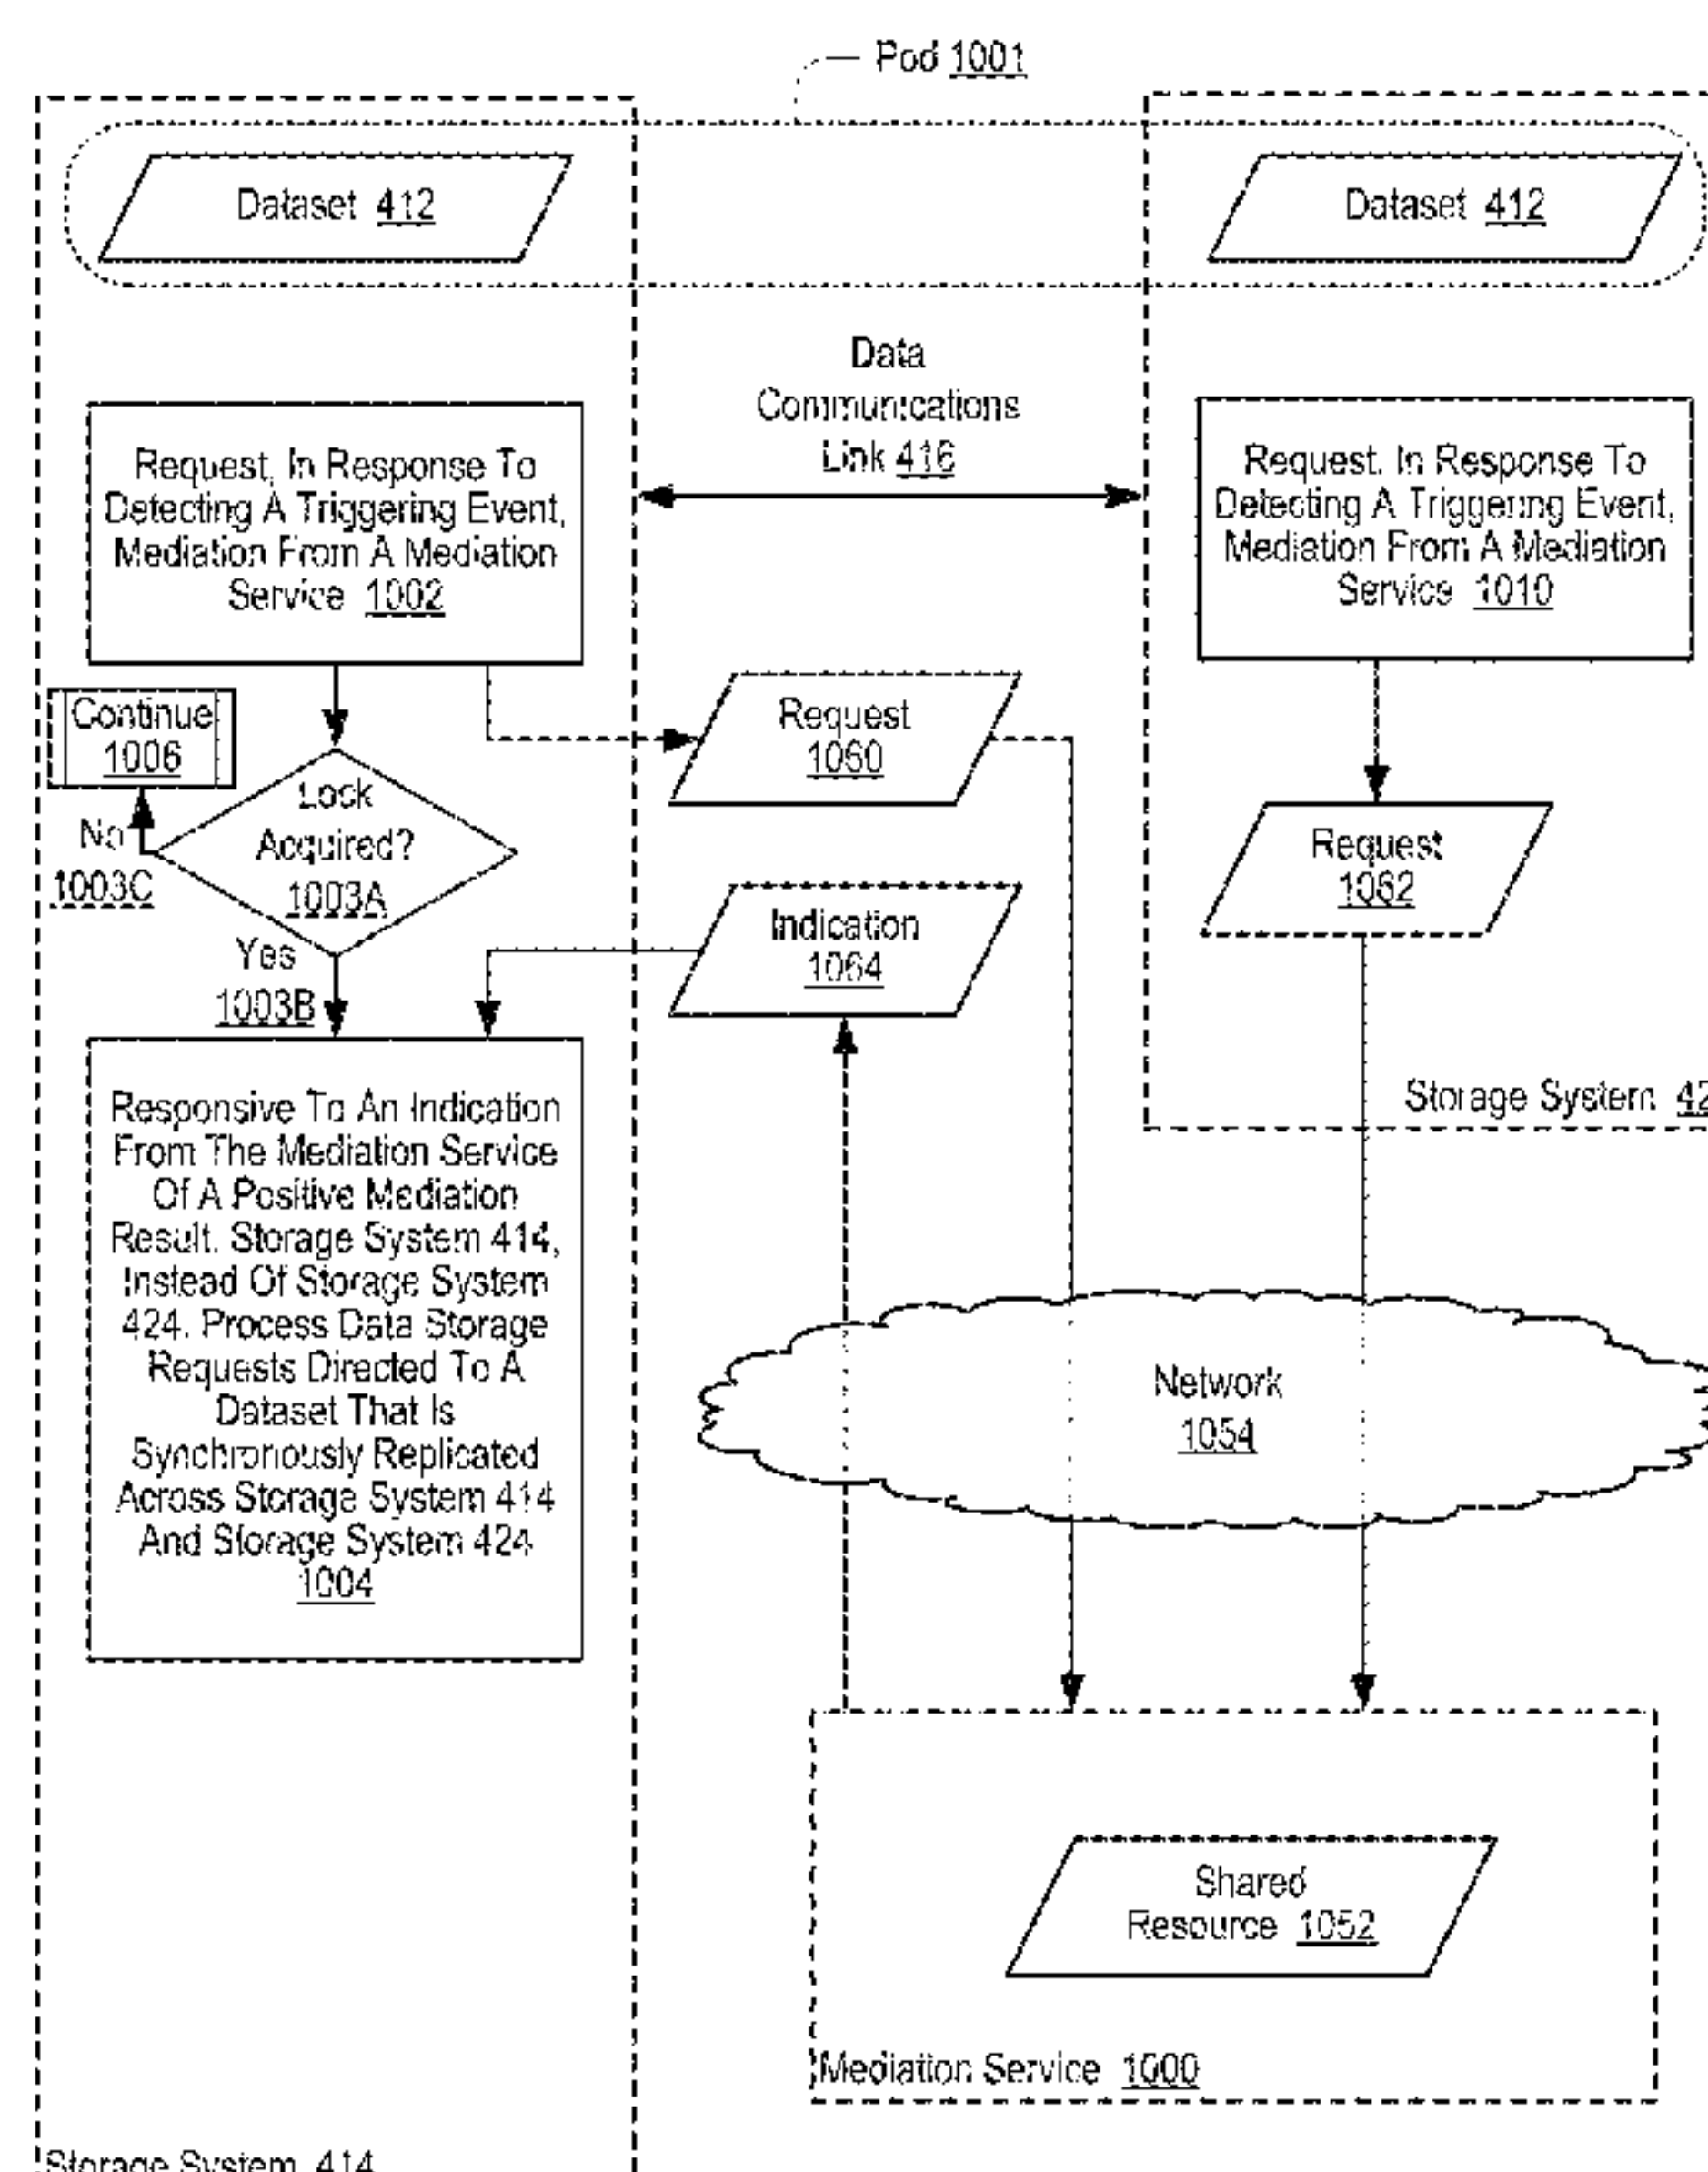 Pod 1001
Dataset 412
Dataset 412
Data
Communications
Link 416
Request, In Response To
Detecting A Triggering Event,
Mediation From A Mediation
Service 1002
Request, In Response To
Detecting A Triggering Event,
Mediation From A Mediation
Service 1010
Continue
1006
Request
1060
Lock
Acquired?
1003A
No
1003C
Request
1062
Indication
1064
Yes
1003B
Storage System 42
Responsive To An Indication
From The Mediation Service
Of A Positive Mediation
Result, Storage System 414,
Instead Of Storage System
424, Process Data Storage
Requests Directed To A
Dataset That Is
Synchronously Replicated
Across Storage System 414
And Storage System 424
1004
Network
1054
Shared
Resource 1052
Mediation Service 1000
Storage System 414